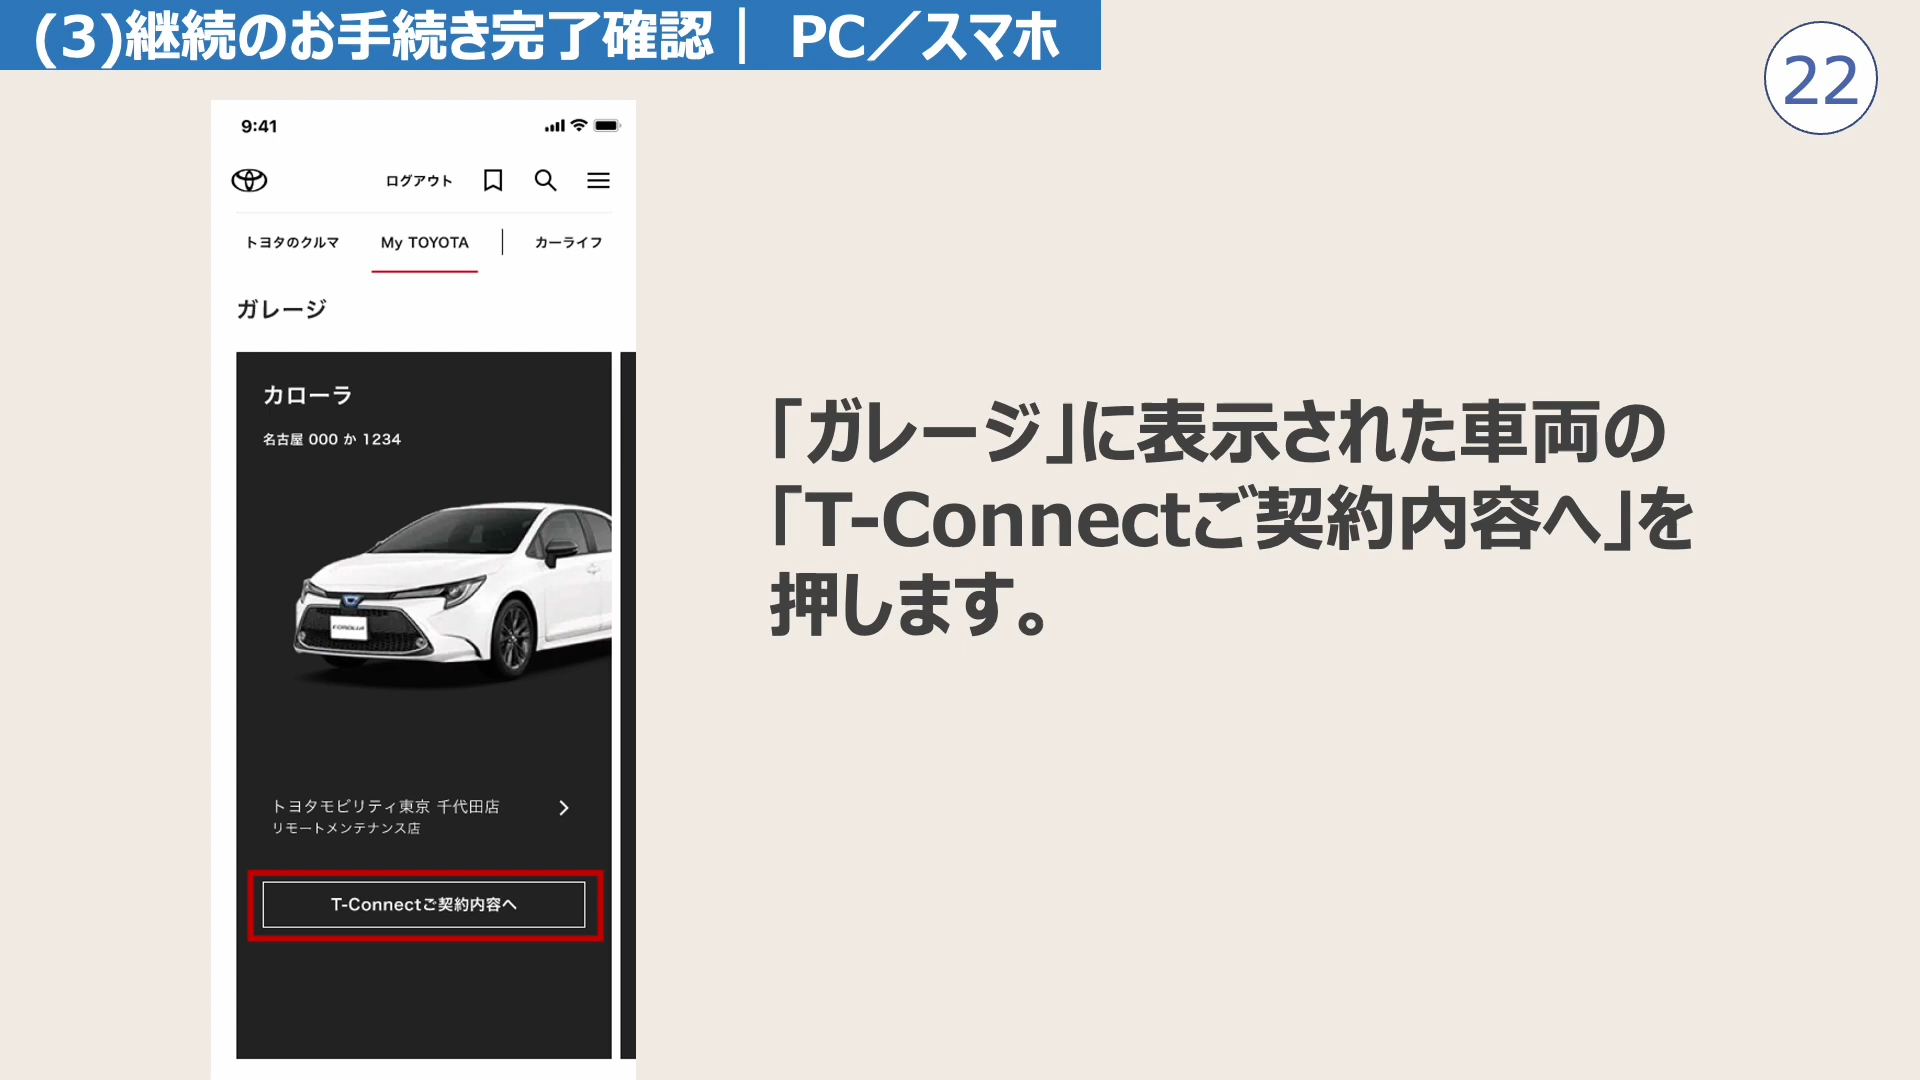 (3)継続のお手続き完了確認｜ PC／スマホ
22
9:41
ログアウト
トヨタのクルマ
My TOYOTA
カーライフ
ガレージ
カローラ
名古屋 000 か 1234
COROLLA
トヨタモビリティ東京 千代田店
リモートメンテナンス店
T-Connectご契約内容へ
「ガレージ」に表示された車両の
「T-Connectご契約内容へ」を
押します。